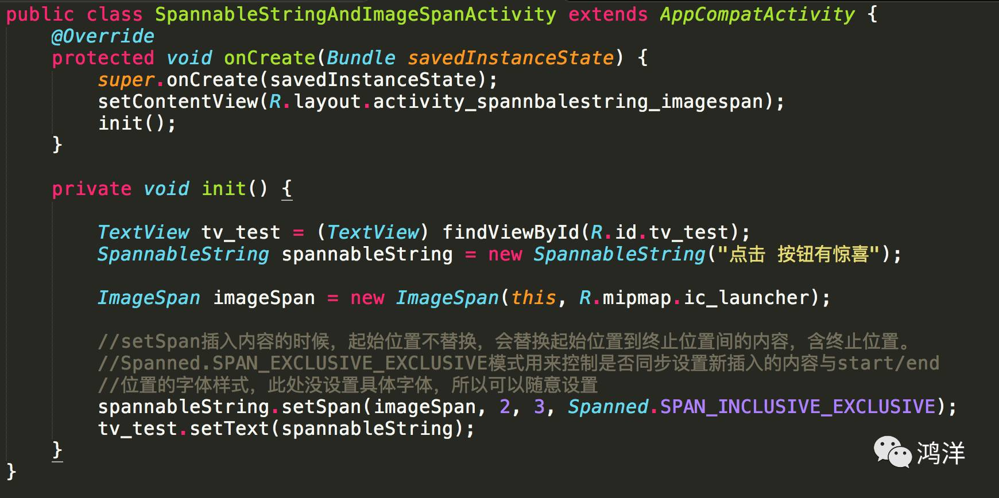 public class SpannableStringAndImageSpanActivity extends AppCompatActivity {
@Override
protected void onCreate(Bundle savedInstanceState) {
super.onCreate(savedInstanceState);
setContentView(R.layout.activity_spannbalestring_imagespan);
init();
}
private void init() {
TextView tv_test = (TextView) findViewById(R.id.tv_test);
SpannableString spannableString = new SpannableString("点击 按钮有惊喜");
ImageSpan imageSpan = new ImageSpan(this, R.mipmap.ic_launcher);
//setSpan插入内容的时候，起始位置不替换，会替换起始位置到终止位置间的内容，含终止位置。
//Spanned.SPAN_EXCLUSIVE_EXCLUSIVE模式用来控制是否同步设置新插入的内容与start/end
//位置的字体样式，此处没设置具体字体，所以可以随意设置
spannableString.setSpan(imageSpan, 2, 3, Spanned.SPAN_INCLUSIVE_EXCLUSIVE);
tv_test.setText(spannableString);
}
}
鸿洋